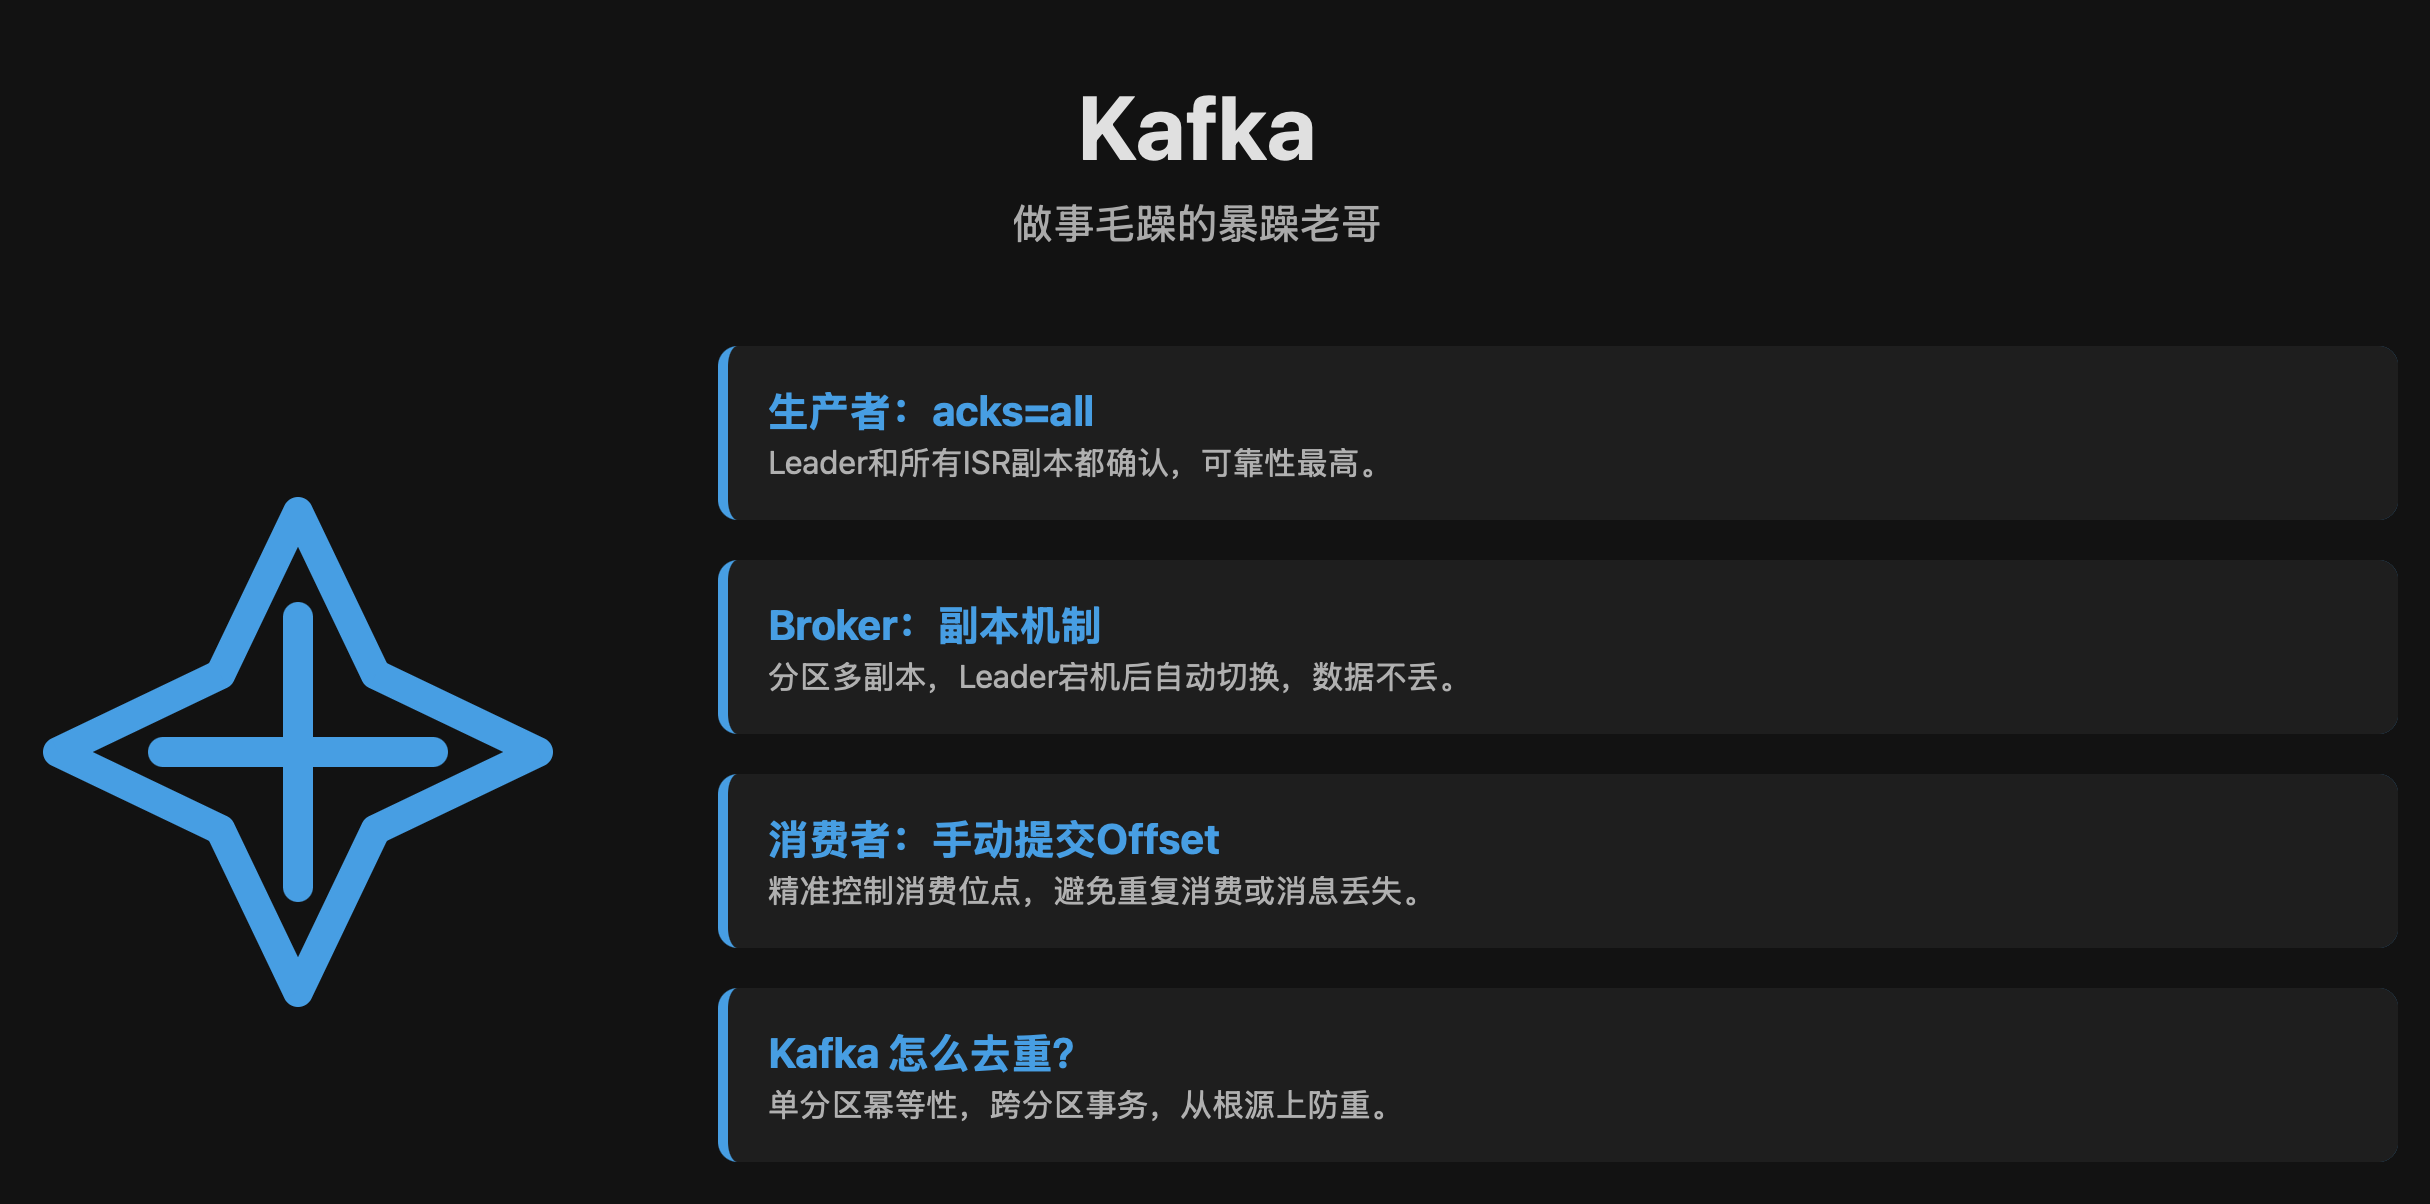 Kafka
做事毛躁的暴躁老哥
生产者：acks=all
Leader和所有ISR副本都确认，可靠性最高。
Broker：副本机制
分区多副本，Leader宕机后自动切换，数据不丢。
消费者：手动提交Offset
精准控制消费位点，避免重复消费或消息丢失。
Kafka 怎么去重？
单分区幂等性，跨分区事务，从根源上防重。